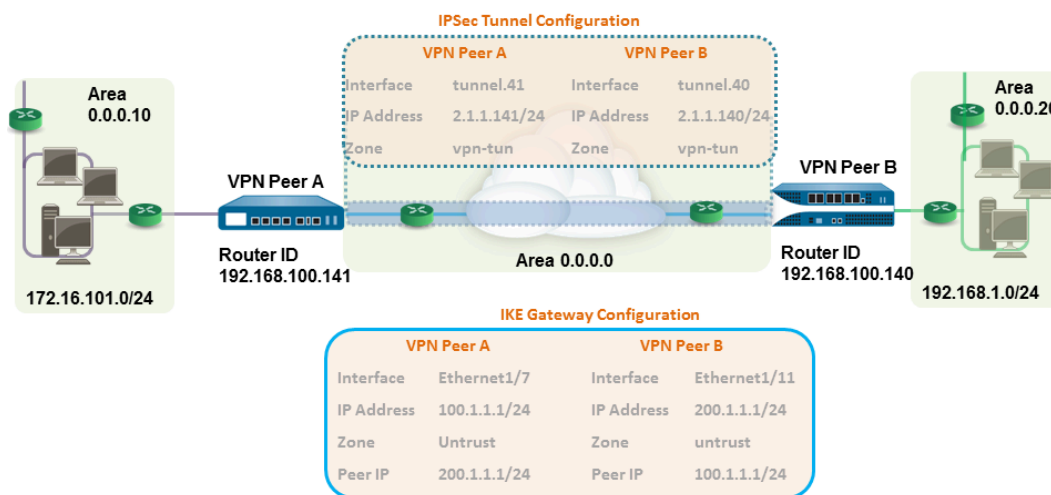 IPSec Tunnel Configuration
VPN Peer A VPN Peer B
Interface tunnel.41 Interface tunnel.40
IP Address 2.1.1.141/24 IP Address 2.1.1.140/24
Zone vpn-tun Zone vpn-tun
Area
0.0.0.10
Area
0.0.0.20
VPN Peer A
VPN Peer B
Router ID
192.168.100.141
Area 0.0.0.0
Router ID
192.168.100.140
172.16.101.0/24
192.168.1.0/24
IKE Gateway Configuration
VPN Peer A VPN Peer B
Interface Ethernet1/7 Interface Ethernet1/11
IP Address 100.1.1.1/24 IP Address 200.1.1.1/24
Zone Untrust Zone untrust
Peer IP 200.1.1.1/24 Peer IP 100.1.1.1/24